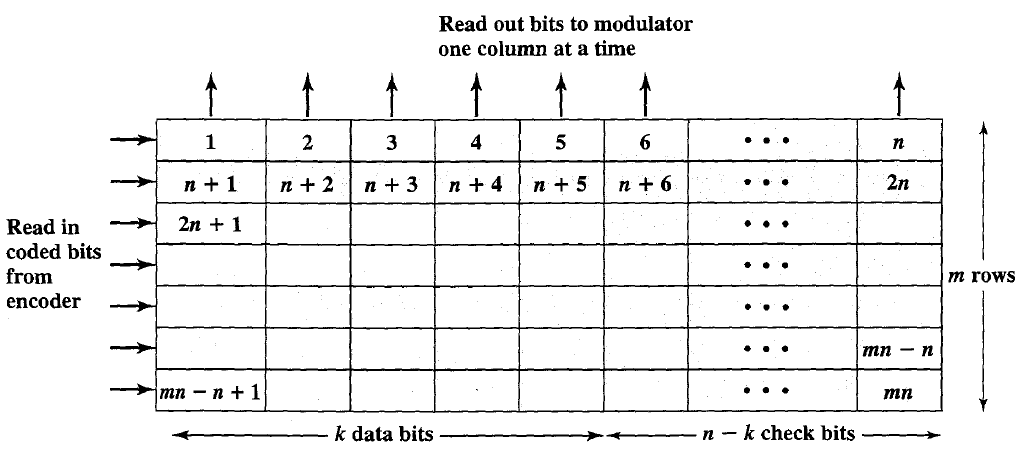 Read out bits to modulator
one column at a time
1 2 3 4 5 6 • • • n
n + 1 n + 2 n + 3 n + 4 n + 5 n + 6 • • • 2n
Read in
coded bits
from
encoder
2n + 1 • • •
• • •
m rows
• • •
• • • mn − n
mn − n + 1 • • • mn
k data bits n − k check bits